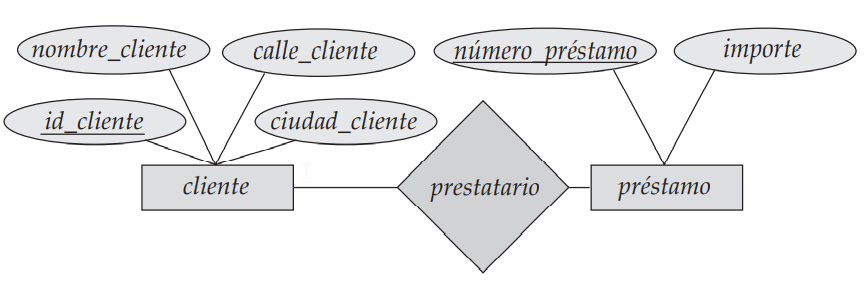 nombre_cliente
calle_cliente
número_préstamo
importe
id_cliente
ciudad_cliente
cliente
prestatario
préstamo